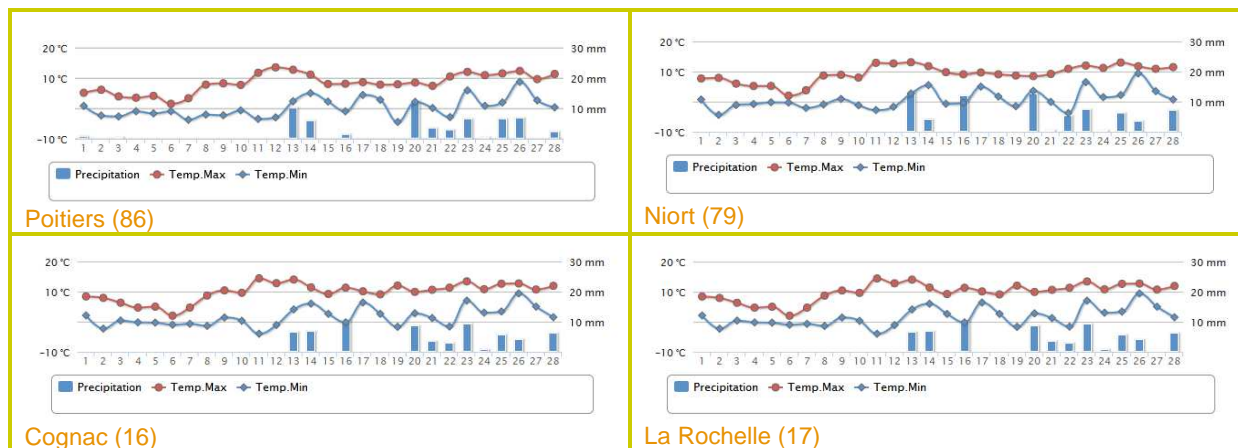 20 °C 30 mm
10 °C 20 mm
10 mm
−10 °C
1 2 3 4 5 6 7 8 9 10 11 12 13 14 15 16 17 18 19 20 21 22 23 24 25 26 27 28
Precipitation Temp.Max Temp.Min
Poitiers (86)
20 °C 30 mm
10 °C 20 mm
10 mm
−10 °C
1 2 3 4 5 6 7 8 9 10 11 12 13 14 15 16 17 18 19 20 21 22 23 24 25 26 27 28
Precipitation Temp.Max Temp.Min
Niort (79)
20 °C 30 mm
10 °C 20 mm
10 mm
−10 °C
1 2 3 4 5 6 7 8 9 10 11 12 13 14 15 16 17 18 19 20 21 22 23 24 25 26 27 28
Precipitation Temp.Max Temp.Min
Cognac (16)
20 °C 30 mm
10 °C 20 mm
10 mm
−10 °C
1 2 3 4 5 6 7 8 9 10 11 12 13 14 15 16 17 18 19 20 21 22 23 24 25 26 27 28
Precipitation Temp.Max Temp.Min
La Rochelle (17)